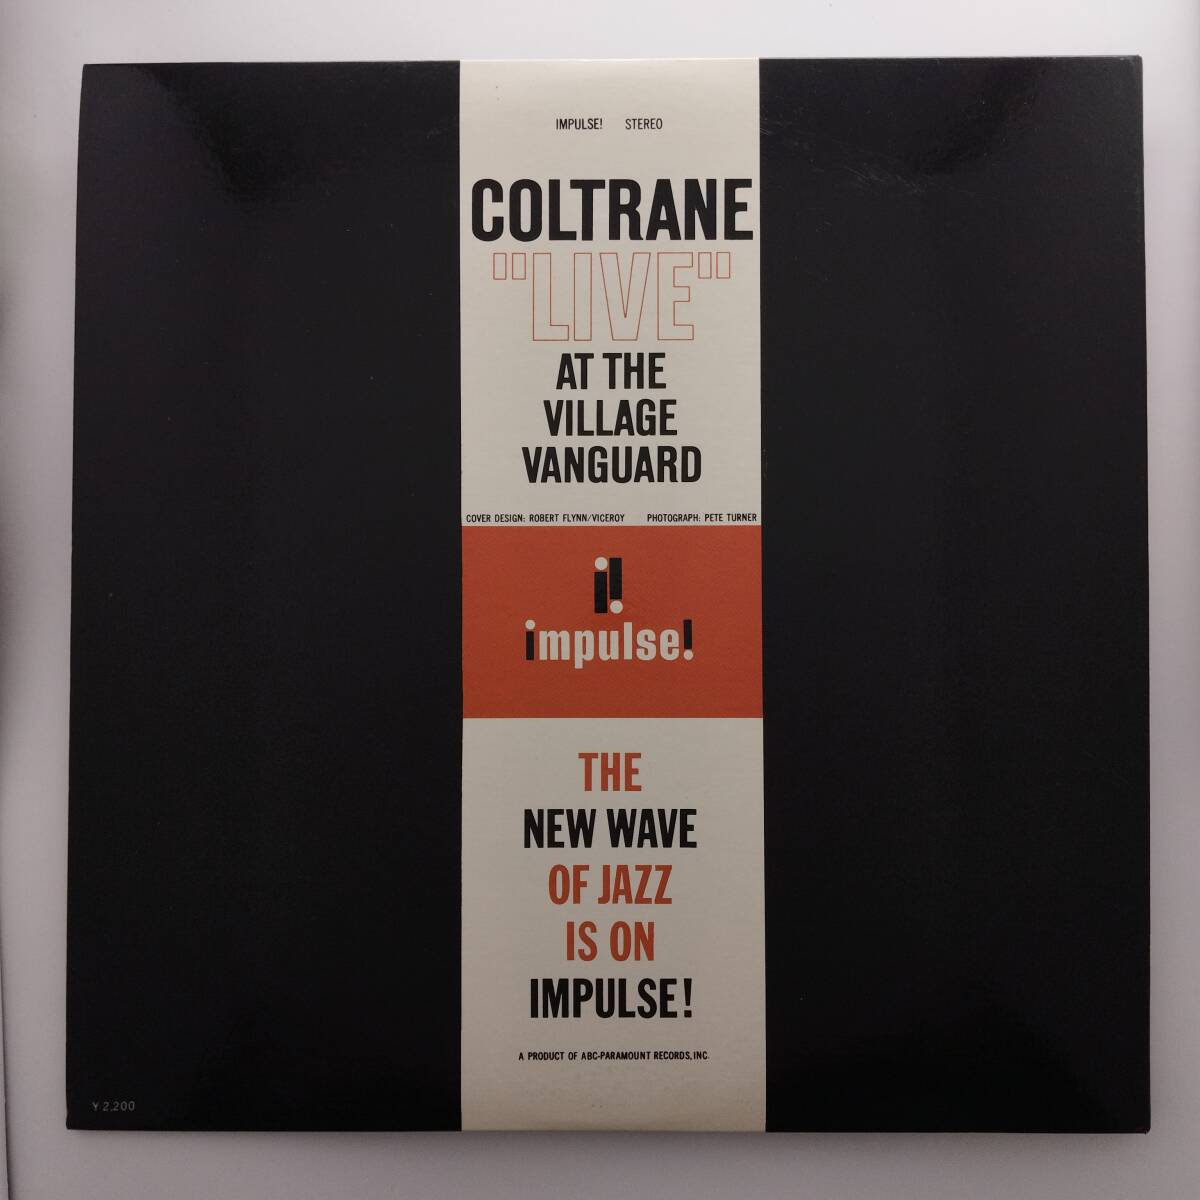 IMPULSE! STEREO
COLTRANE
"LIVE"
AT THE
VILLAGE
VANGUARD
COVER DESIGN: ROBERT FLYNN/VICEROY PHOTOGRAPH: PETE TURNER
i!
impulse!
THE
NEW WAVE
OF JAZZ
IS ON
IMPULSE!
A PRODUCT OF ABC-PARAMOUNT RECORDS, INC.
¥2,200